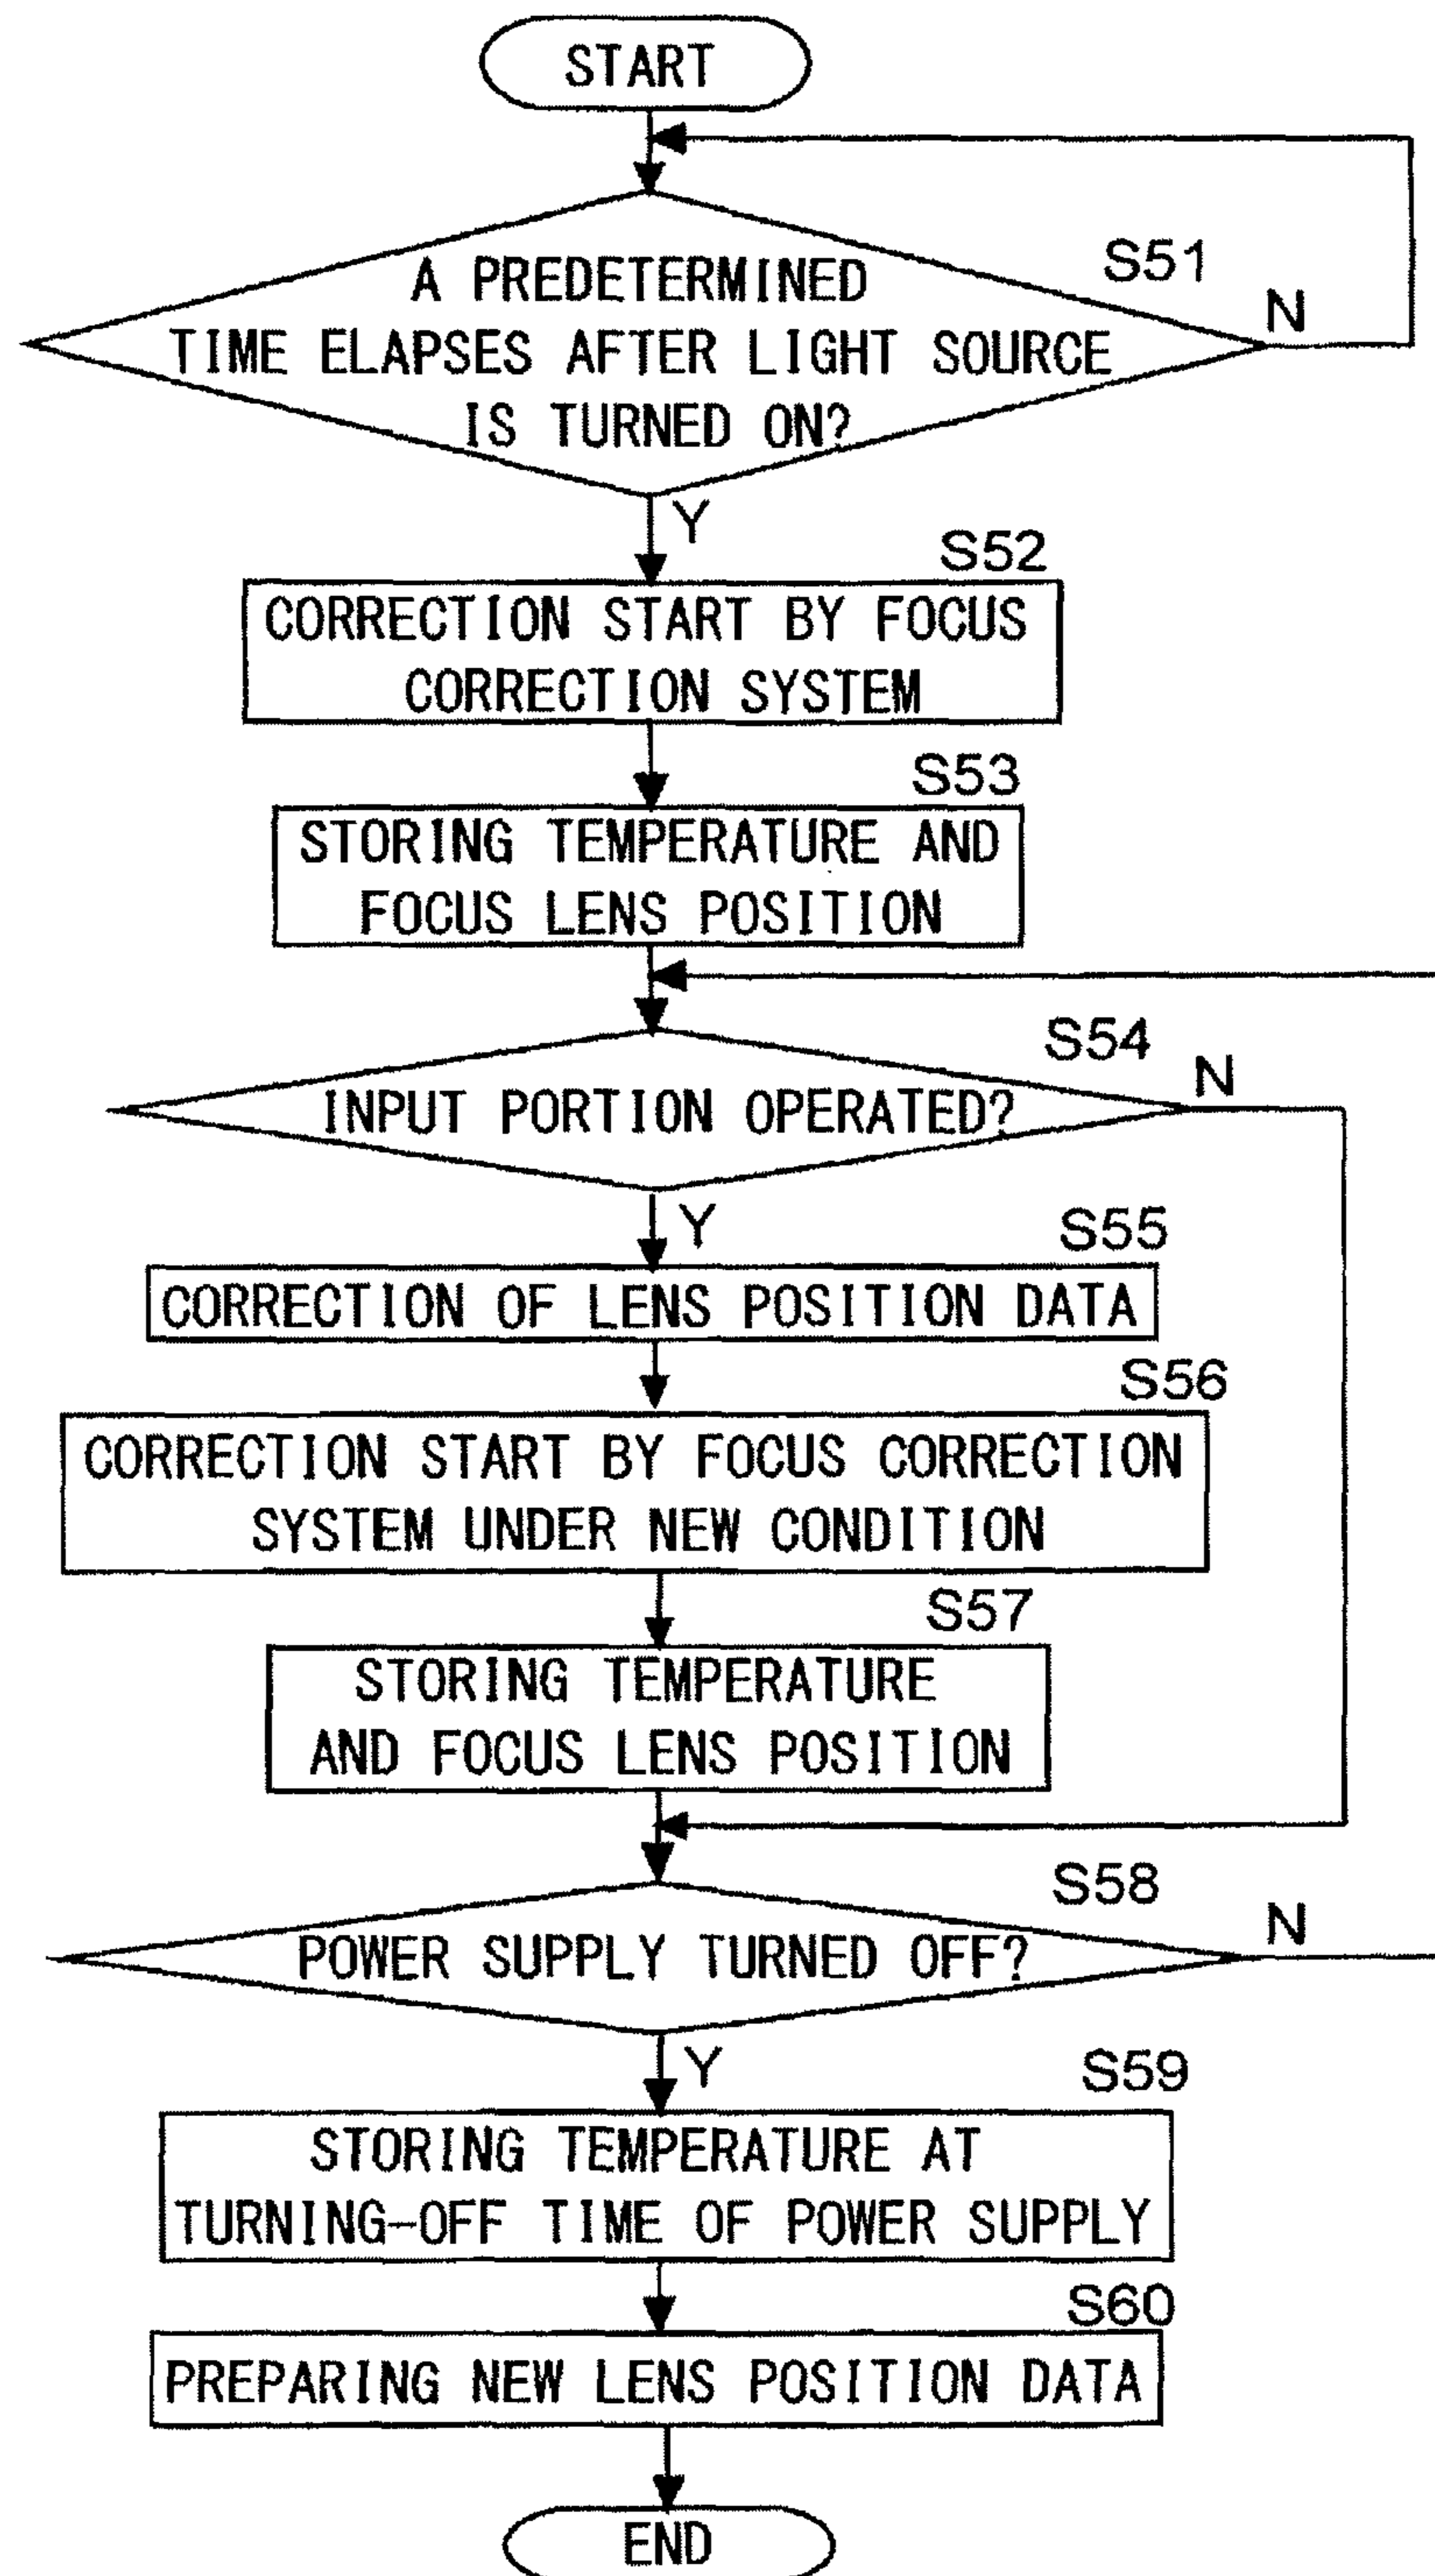 START
S51
A PREDETERMINED
N
TIME ELAPSES AFTER LIGHT SOURCE
IS TURNED ON?
Y
S52
CORRECTION START BY FOCUS
CORRECTION SYSTEM
S53
STORING TEMPERATURE AND
FOCUS LENS POSITION
S54
N
INPUT PORTION OPERATED?
Y
S55
CORRECTION OF LENS POSITION DATA
S56
CORRECTION START BY FOCUS CORRECTION
SYSTEM UNDER NEW CONDITION
S57
STORING TEMPERATURE
AND FOCUS LENS POSITION
S58
N
POWER SUPPLY TURNED OFF?
Y
S59
STORING TEMPERATURE AT
TURNING-OFF TIME OF POWER SUPPLY
S60
PREPARING NEW LENS POSITION DATA
END